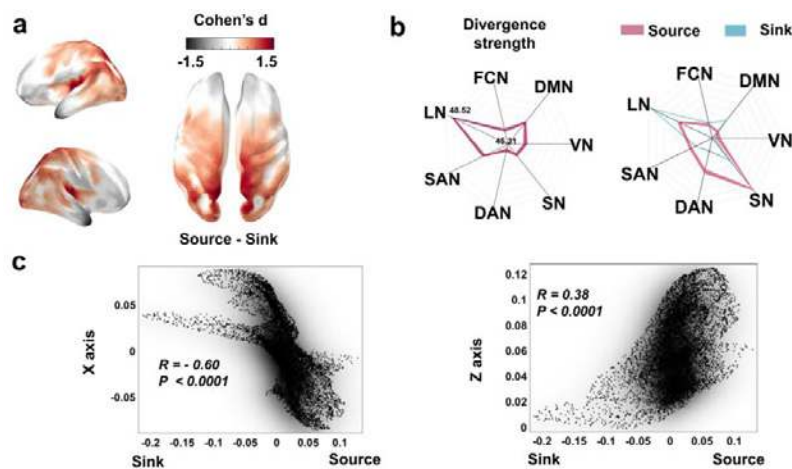 a
Cohen's d
-1.5 1.5
Source - Sink
b
Divergence
strength
Source Sink
FCN
DMN
LN 48.52
VN
45.21
SAN
DAN
SN
FCN
DMN
LN
VN
SAN
DAN
SN
c
X axis
0.05
0
-0.05
R = - 0.60
P < 0.0001
-0.2 -0.15 -0.1 -0.05 0 0.05 0.1
Sink Source
Z axis
0.12
0.1
0.08
0.06
0.04
0.02
0
R = 0.38
P < 0.0001
-0.2 -0.15 -0.1 -0.05 0 0.05 0.1
Sink Source